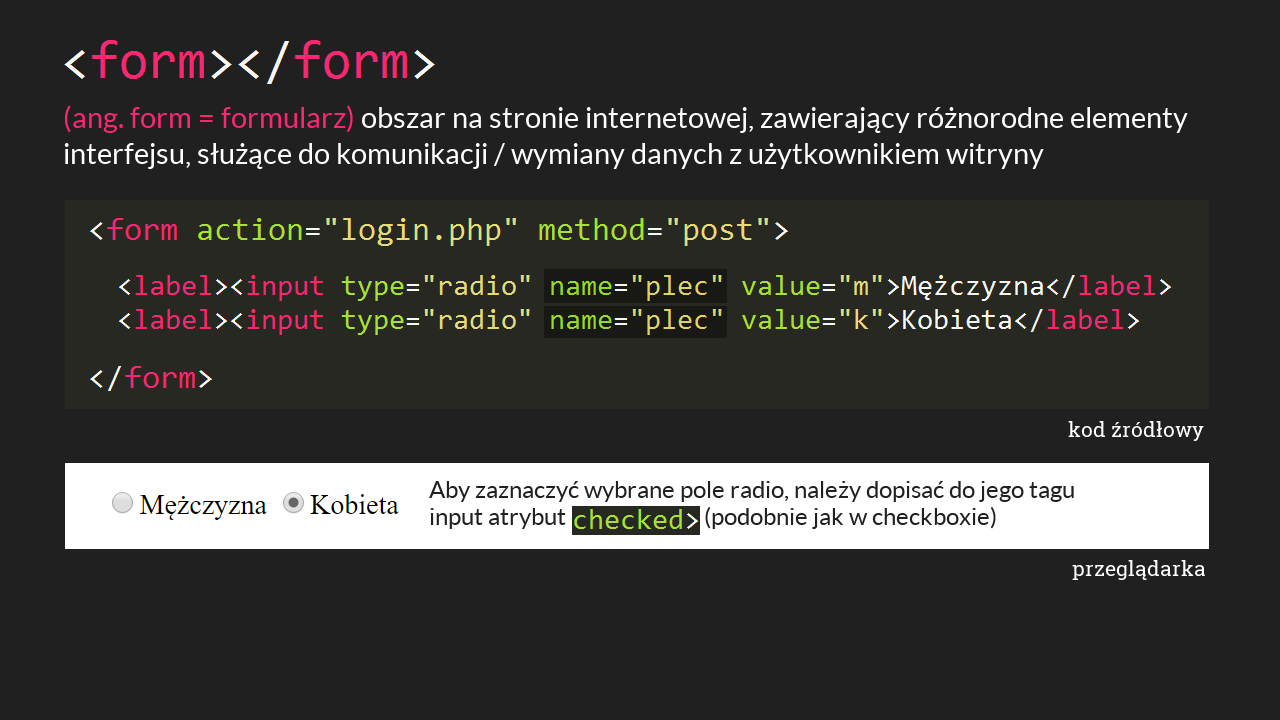 <form></form>
(ang. form = formularz) obszar na stronie internetowej, zawierający różnorodne elementy
interfejsu, służące do komunikacji / wymiany danych z użytkownikiem witryny
<form action="login.php" method="post">
<label><input type="radio" name="plec" value="m">Mężczyzna</label>
<label><input type="radio" name="plec" value="k">Kobieta</label>
</form>
kod źródłowy
Mężczyzna Kobieta
Aby zaznaczyć wybrane pole radio, należy dopisać do jego tagu
input atrybut checked> (podobnie jak w checkboxie)
przeglądarka